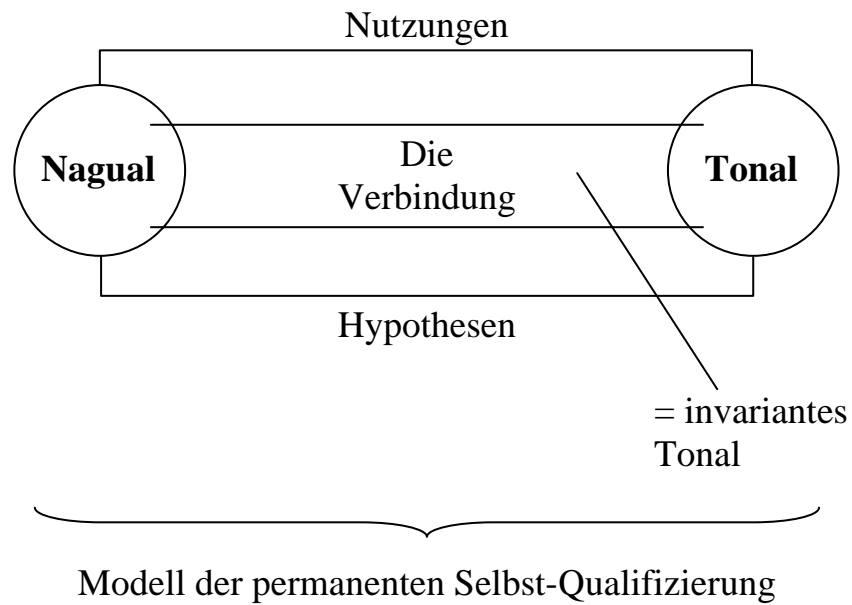 Nutzungen
Nagual
Die
Verbindung
Tonal
Hypothesen
= invariantes
Tonal
Modell der permanenten Selbst-Qualifizierung